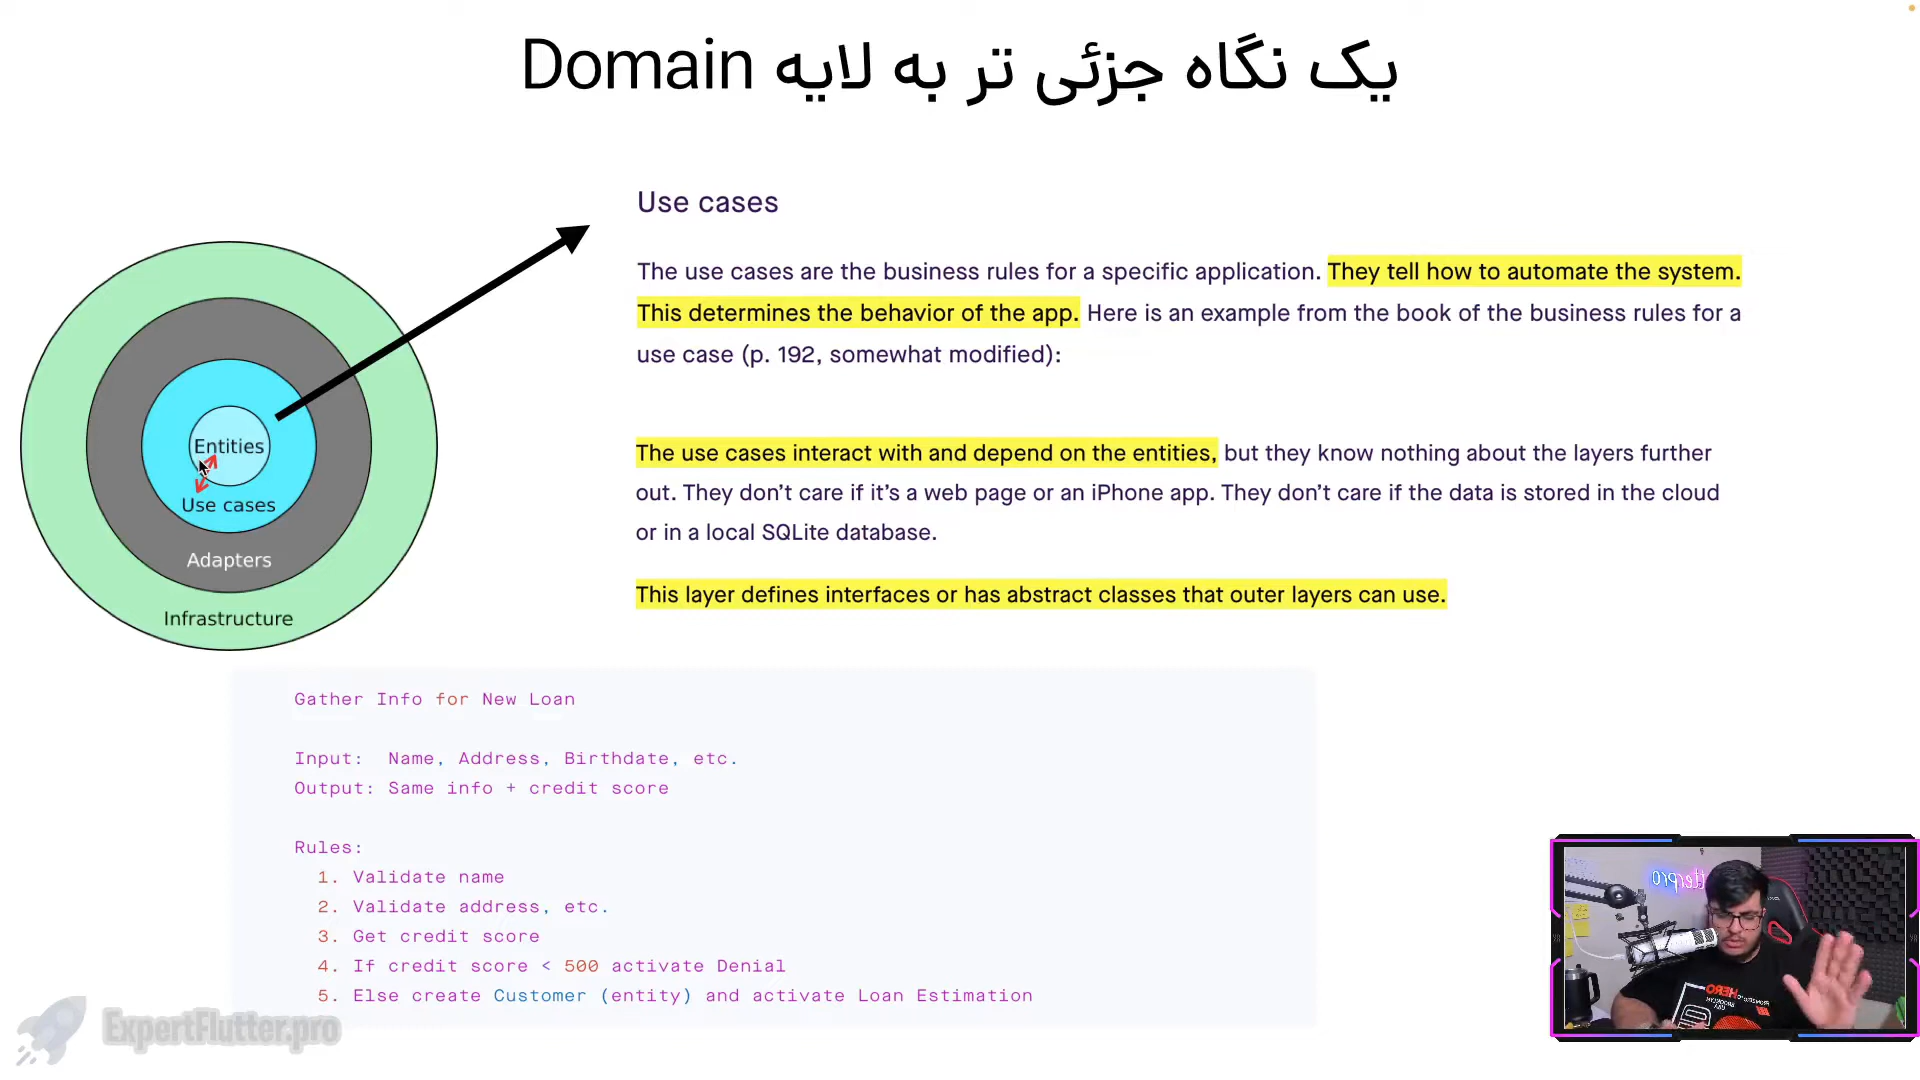 یک نگاه جزئی تر به لایه Domain
Use cases
The use cases are the business rules for a specific application. They tell how to automate the system.
This determines the behavior of the app. Here is an example from the book of the business rules for a
use case (p. 192, somewhat modified):
The use cases interact with and depend on the entities, but they know nothing about the layers further
out. They don’t care if it’s a web page or an iPhone app. They don’t care if the data is stored in the cloud
or in a local SQLite database.
This layer defines interfaces or has abstract classes that outer layers can use.
Entities
Use cases
Adapters
Infrastructure
Gather Info for New Loan
Input:  Name, Address, Birthdate, etc.
Output: Same info + credit score
Rules:
1. Validate name
2. Validate address, etc.
3. Get credit score
4. If credit score < 500 activate Denial
5. Else create Customer (entity) and activate Loan Estimation
ExpertFlutter.pro